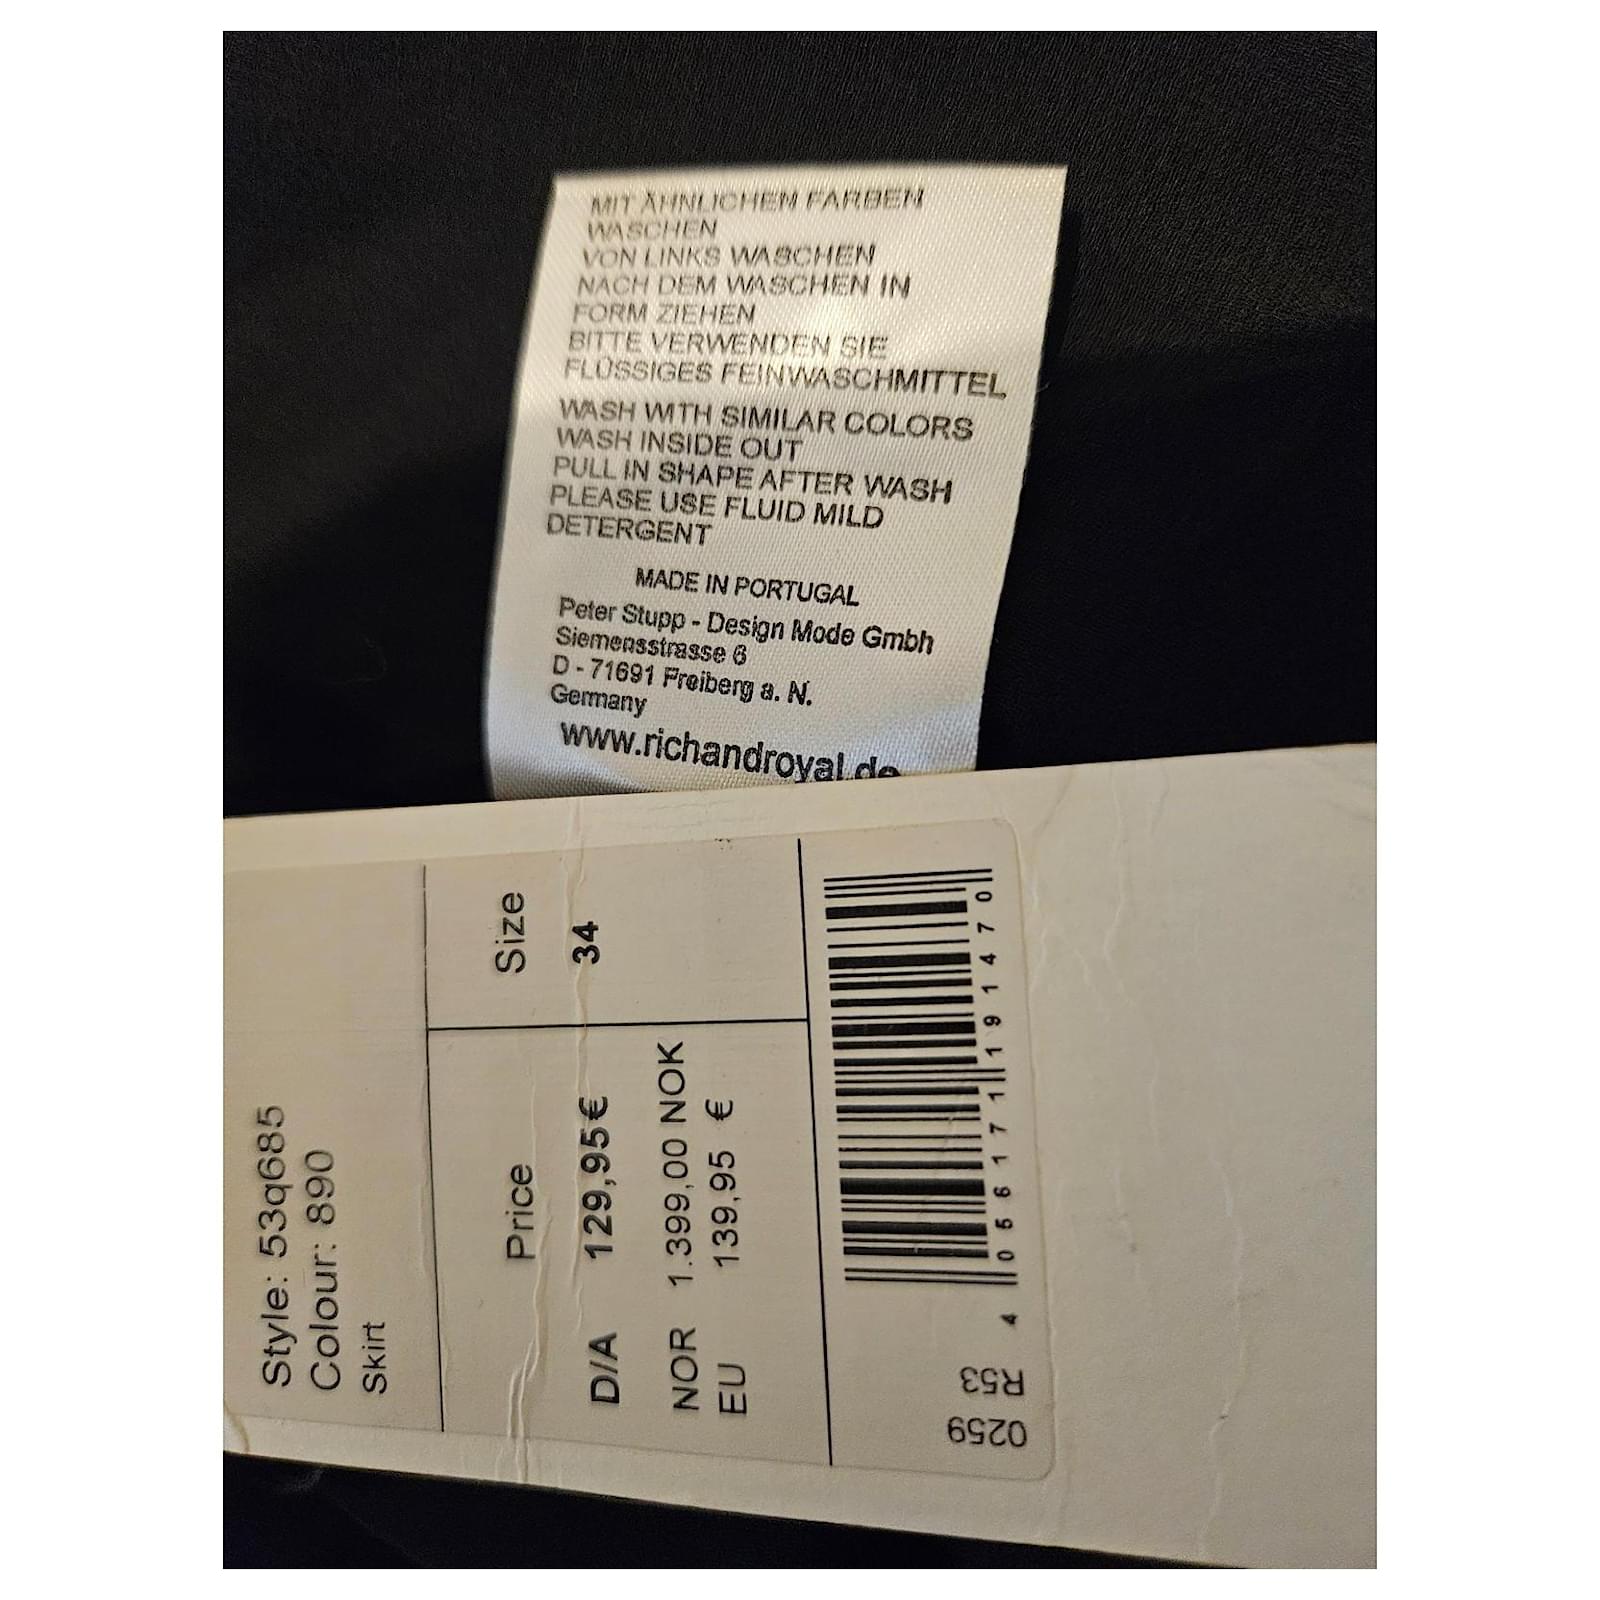 MIT ÄHNLICHEN FARBEN
WASCHEN
VON LINKS WASCHEN
NACH DEM WASCHEN IN
FORM ZIEHEN
BITTE VERWENDEN SIE
FLÜSSIGES FEINWASCHMITTEL
WASH WITH SIMILAR COLORS
WASH INSIDE OUT
PULL IN SHAPE AFTER WASH
PLEASE USE FLUID MILD
DETERGENT
MADE IN PORTUGAL
Peter Stupp - Design Mode Gmbh
Siemensstrasse 6
D - 71691 Freiberg a. N.
Germany
www.richandroyal.de
Style: 53q685
Colour: 890
Skirt
Price Size
D/A 129,95€ 34
NOR 1.399,00 NOK
EU 139,95 €
4 056171 191470
R53
0259